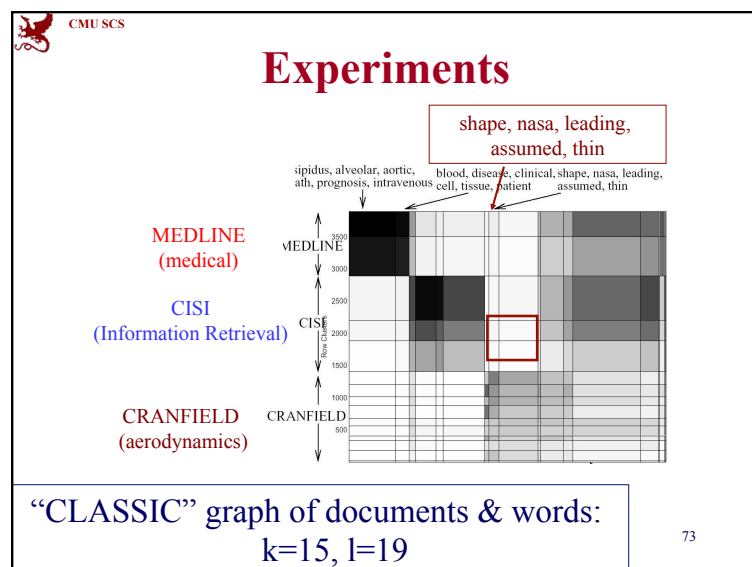 CMU SCS
Experiments
shape, nasa, leading,
assumed, thin
sipidus, alveolar, aortic,
ath, prognosis, intravenous
blood, disease, clinical,
cell, tissue, patient
shape, nasa, leading,
assumed, thin
MEDLINE
(medical)
CISI
(Information Retrieval)
CRANFIELD
(aerodynamics)
MEDLINE
CISI
CRANFIELD
Row Clusters
3500
3000
2500
2000
1500
1000
500
“CLASSIC” graph of documents & words:
k=15, l=19
73